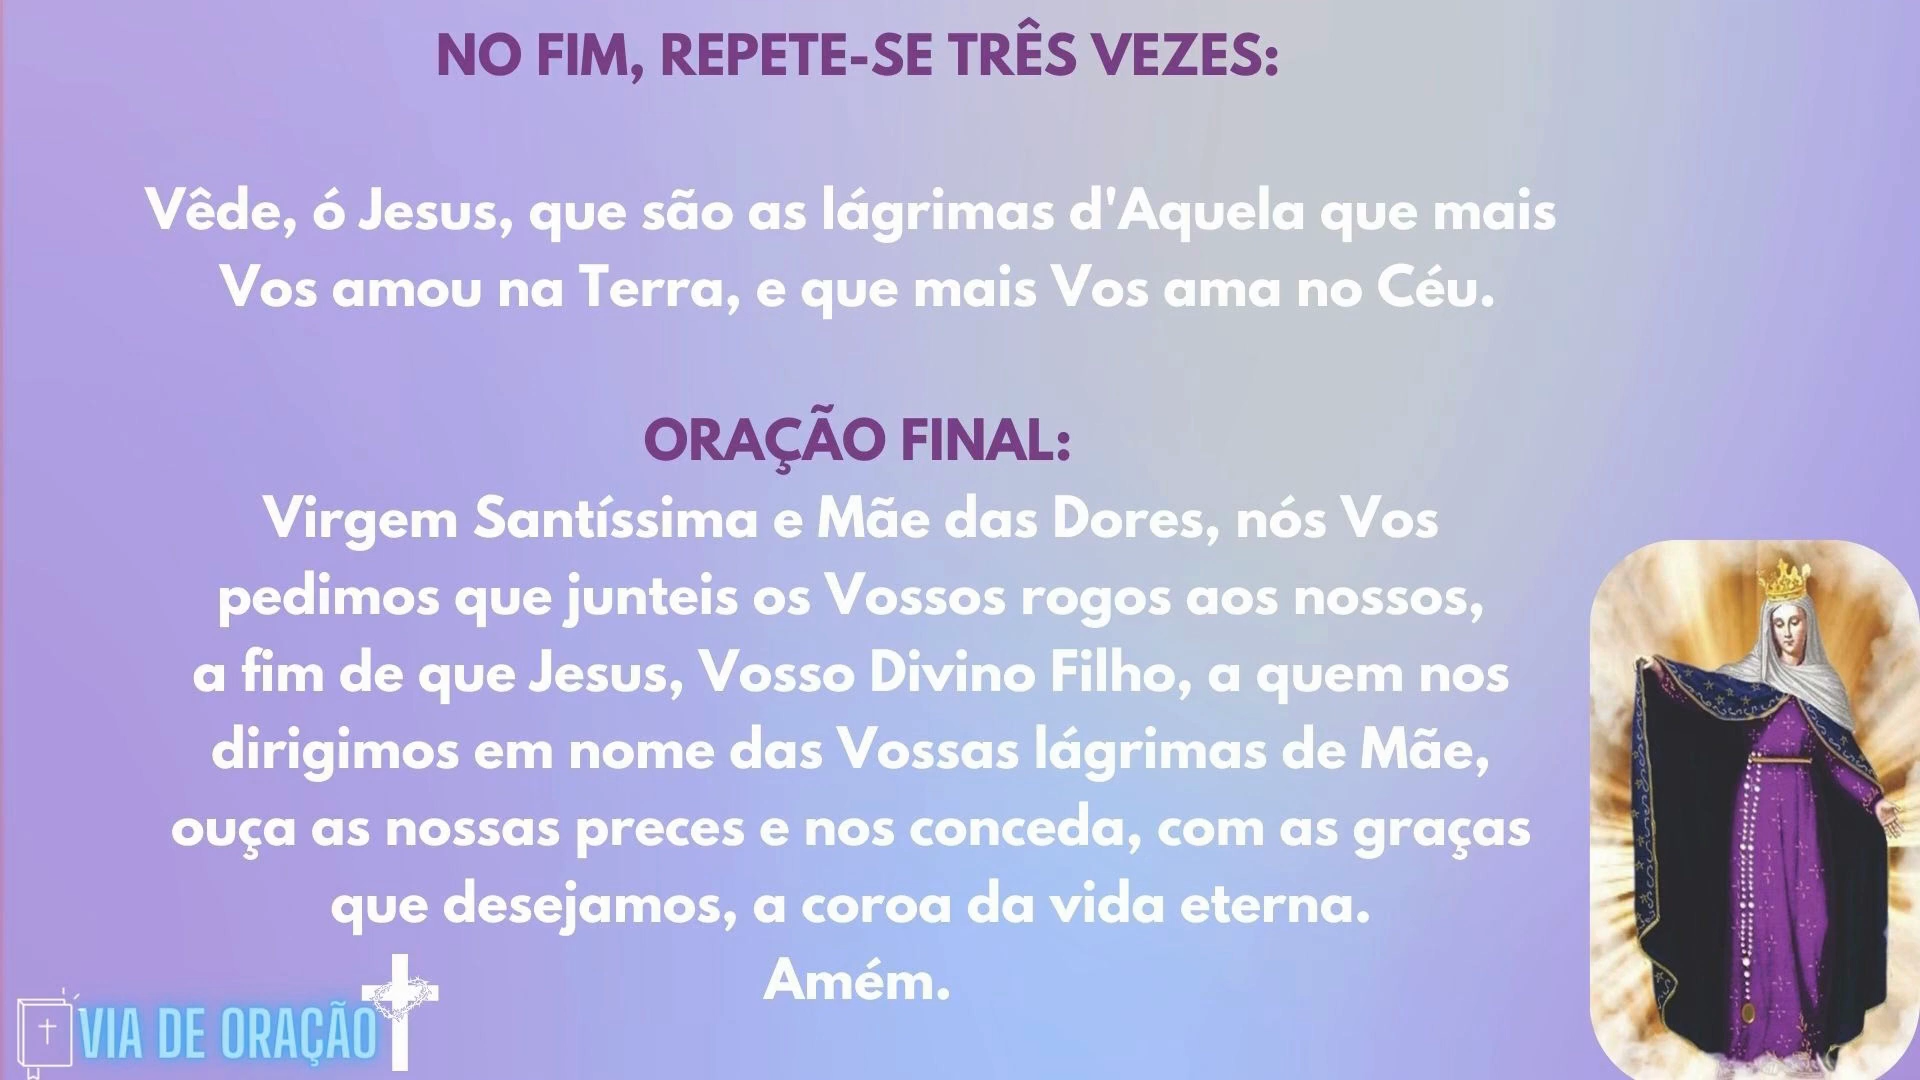 NO FIM, REPETE-SE TRÊS VEZES:
Vêde, ó Jesus, que são as lágrimas d'Aquela que mais
Vos amou na Terra, e que mais Vos ama no Céu.
ORAÇÃO FINAL:
Virgem Santíssima e Mãe das Dores, nós Vos
pedimos que junteis os Vossos rogos aos nossos,
a fim de que Jesus, Vosso Divino Filho, a quem nos
dirigimos em nome das Vossas lágrimas de Mãe,
ouça as nossas preces e nos conceda, com as graças
que desejamos, a coroa da vida eterna.
Amém.
VIA DE ORAÇÃO